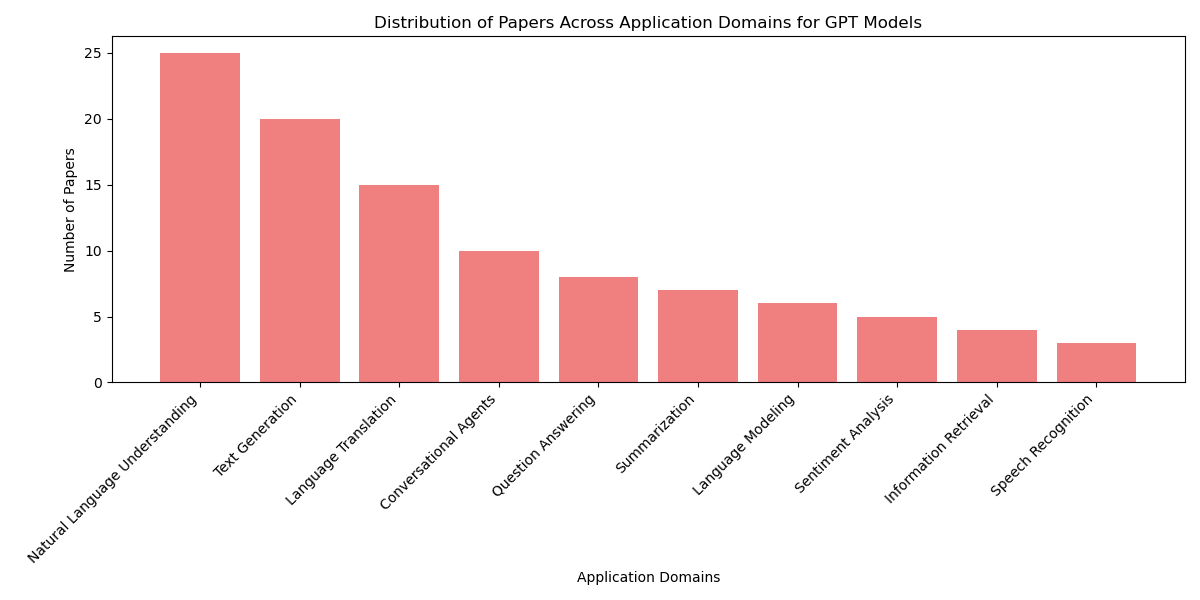 Distribution of Papers Across Application Domains for GPT Models
Number of Papers
25
20
15
10
5
0
Natural Language Understanding
Text Generation
Language Translation
Conversational Agents
Question Answering
Summarization
Language Modeling
Sentiment Analysis
Information Retrieval
Speech Recognition
Application Domains